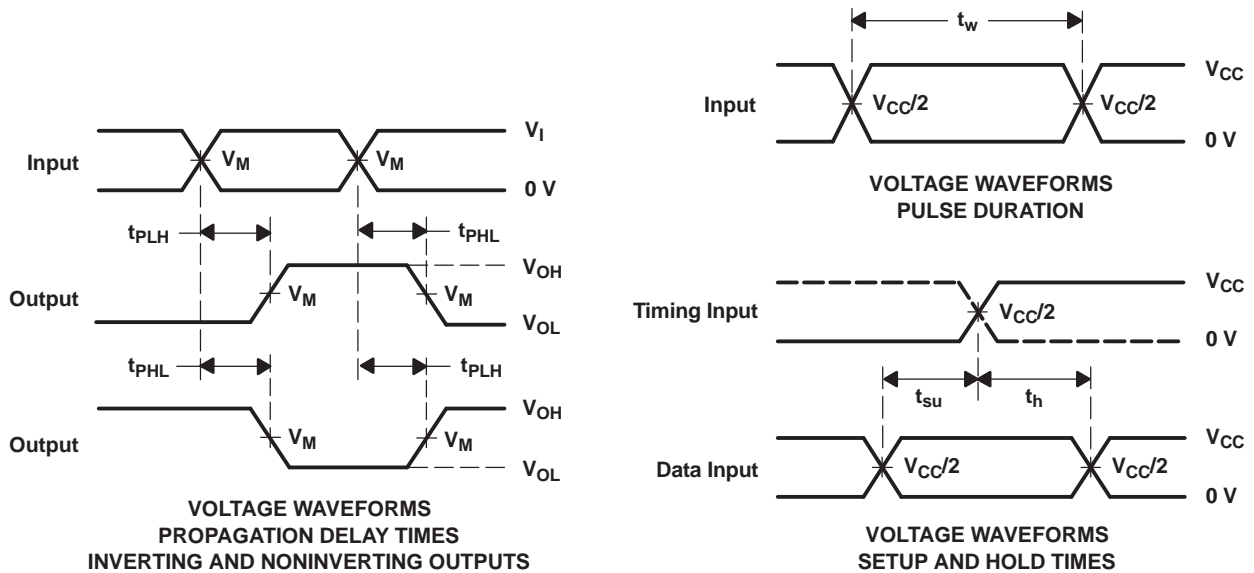 Input
V_M
V_M
V_I
0 V
t_PLH
t_PHL
Output
V_M
V_M
V_OH
V_OL
t_PHL
t_PLH
Output
V_M
V_M
V_OH
V_OL
VOLTAGE WAVEFORMS
PROPAGATION DELAY TIMES
INVERTING AND NONINVERTING OUTPUTS
t_w
Input
V_CC/2
V_CC/2
V_CC
0 V
VOLTAGE WAVEFORMS
PULSE DURATION
Timing Input
V_CC/2
V_CC
0 V
t_su
t_h
Data Input
V_CC/2
V_CC/2
V_CC
0 V
VOLTAGE WAVEFORMS
SETUP AND HOLD TIMES